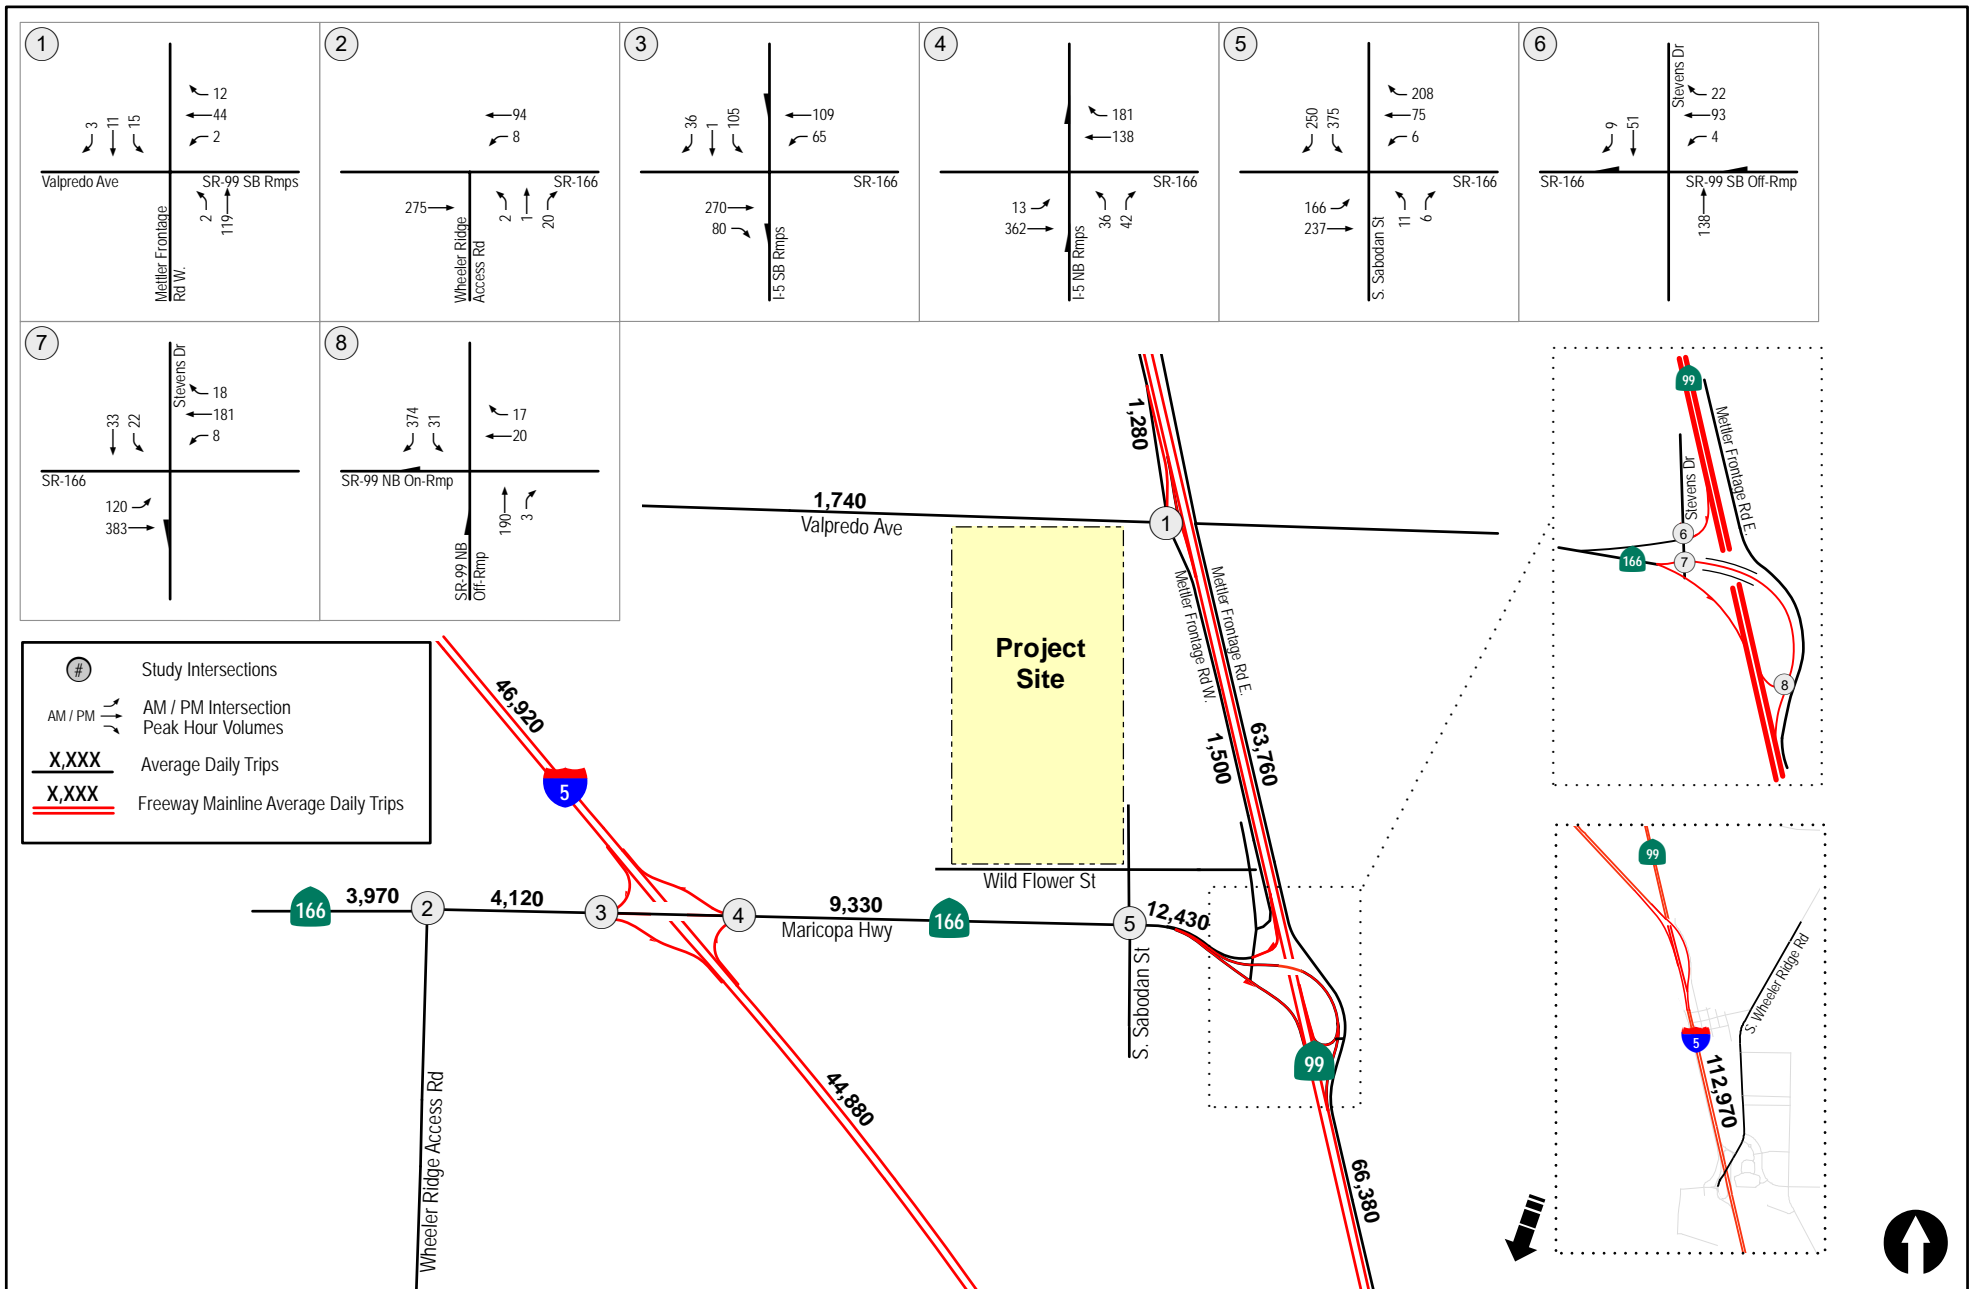 1
3
11
15
12
44
2
Valpredo Ave
SR-99 SB Rmps
Mettler Frontage
Rd W.
2
119
2
94
8
SR-166
275
Wheeler Ridge
Access Rd
2
1
20
3
36
1
105
109
65
SR-166
270
80
I-5 SB Rmps
4
181
138
SR-166
13
362
I-5 NB Rmps
36
42
5
250
375
208
75
6
SR-166
166
237
S. Sabodan St
11
6
6
9
51
Stevens Dr
22
93
4
SR-166
SR-99 SB Off-Rmp
138
7
33
22
Stevens Dr
18
181
8
SR-166
120
383
8
374
31
17
20
SR-99 NB On-Rmp
SR-99 NB
Off-Rmp
190
3
# Study Intersections
AM / PM
AM / PM Intersection
Peak Hour Volumes
X,XXX Average Daily Trips
X,XXX Freeway Mainline Average Daily Trips
1,280
1,740
Valpredo Ave
1
Mettler Frontage Rd W.
Mettler Frontage Rd E.
Project
Site
63,760
1,500
46,920
5
Wild Flower St
166
3,970
2
4,120
3
4
9,330
Maricopa Hwy
166
5
12,430
S. Sabodan St
Wheeler Ridge Access Rd
44,880
99
66,380
99
Mettler Frontage Rd E.
Stevens Dr
6
166
7
8
99
S. Wheeler Ridge Rd
5
112,970